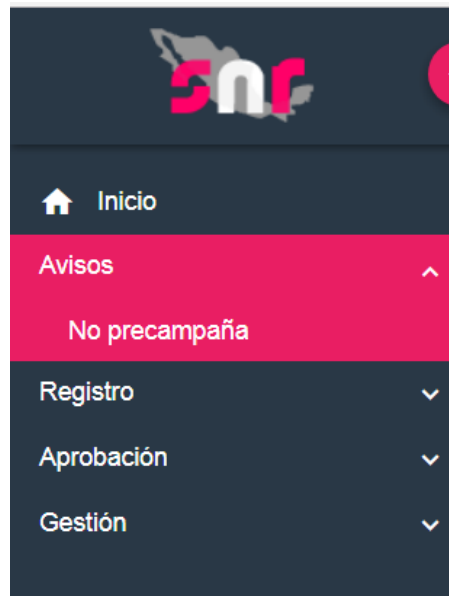 snr
Inicio
Avisos
No precampaña
Registro
Aprobación
Gestión